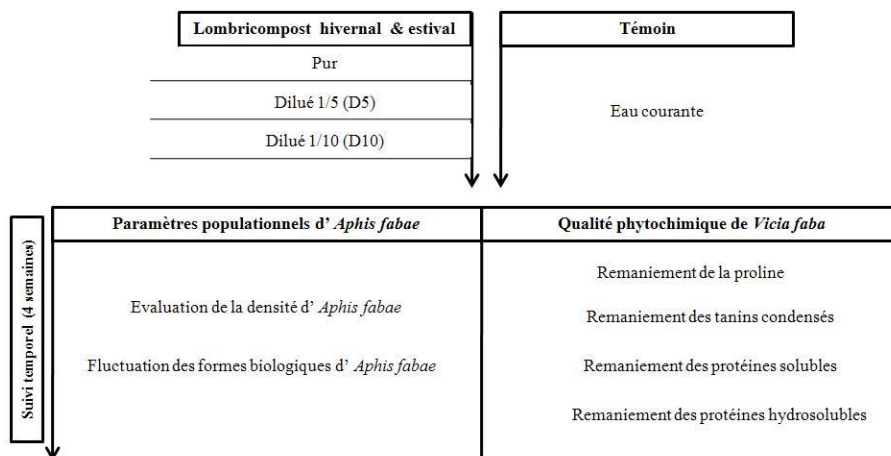 Lombricompost hivernal & estival
Témoin
Pur
Dilué 1/5 (D5)
Dilué 1/10 (D10)
Eau courante
Suivi temporel (4 semaines)
Paramètres populationnels d' Aphis fabae
Qualité phytochimique de Vicia faba
Evaluation de la densité d' Aphis fabae
Fluctuation des formes biologiques d' Aphis fabae
Remaniement de la proline
Remaniement des tanins condensés
Remaniement des protéines solubles
Remaniement des protéines hydrosolubles